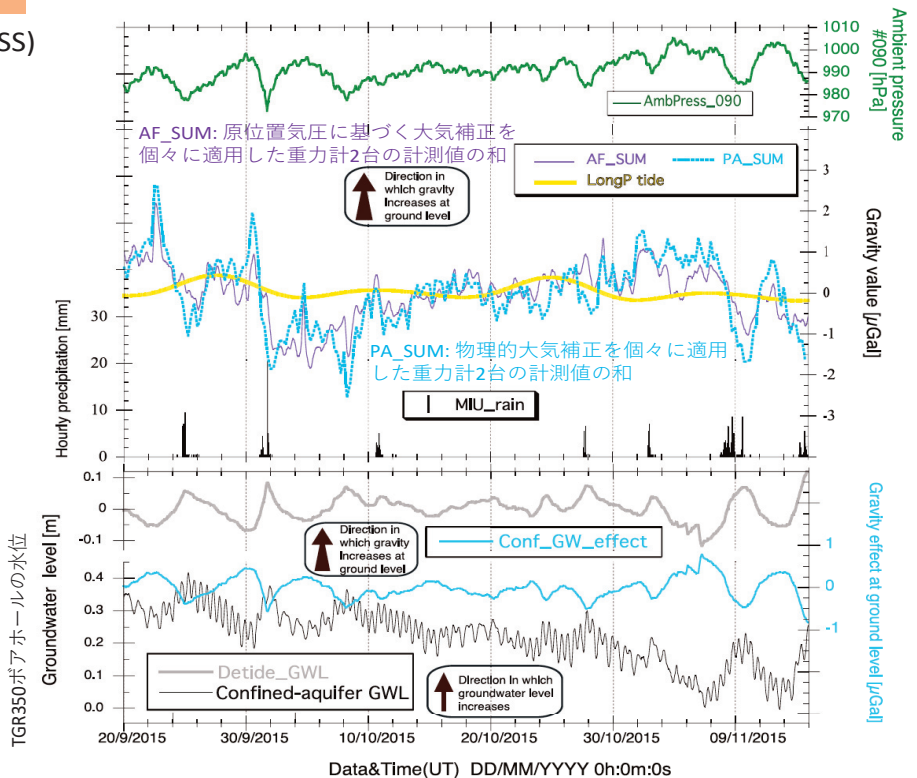 SS)
1010
1000
990
980
970
Ambient pressure
#090 [hPa]
AmbPress_090
AF_SUM: 原位置気圧に基づく大気補正を
個々に適用した重力計2台の計測値の和
AF_SUM
PA_SUM
LongP tide
Direction in
which gravity
increases at
ground level
3
2
1
0
-1
-2
-3
Gravity value [μGal]
30
20
10
0
Hourly precipitation [mm]
PA_SUM: 物理的大気補正を個々に適用
した重力計2台の計測値の和
MIU_rain
0.1
0
-0.1
Direction in
which gravity
increases at
ground level
Conf_GW_effect
1
0
-1
Gravity effect at ground level [μGal]
0.4
0.3
0.2
0.1
0.0
TGR350ボアホールの水位
Groundwater level [m]
Detide_GWL
Confined-aquifer GWL
Direction in which
groundwater level
increases
20/9/2015
30/9/2015
10/10/2015
20/10/2015
30/10/2015
09/11/2015
Data&Time(UT) DD/MM/YYYY 0h:0m:0s